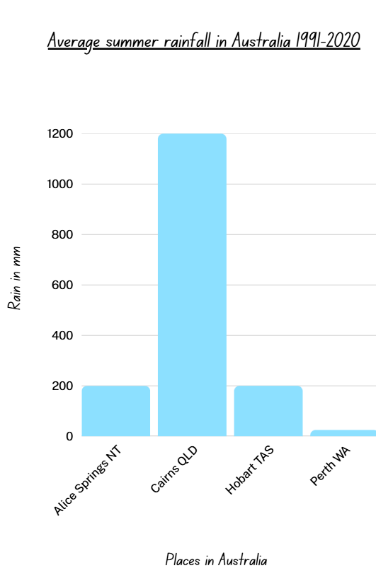 Average summer rainfall in Australia 1991-2020
1200
1000
800
600
400
200
0
Rain in mm
Alice Springs NT
Cairns QLD
Hobart TAS
Perth WA
Places in Australia